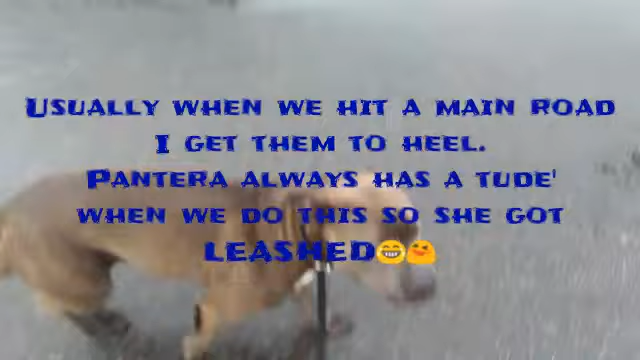 Usually when we hit a main road
I get them to heel.
Pantera always has a tude'
when we do this so she got
leashed😂😆